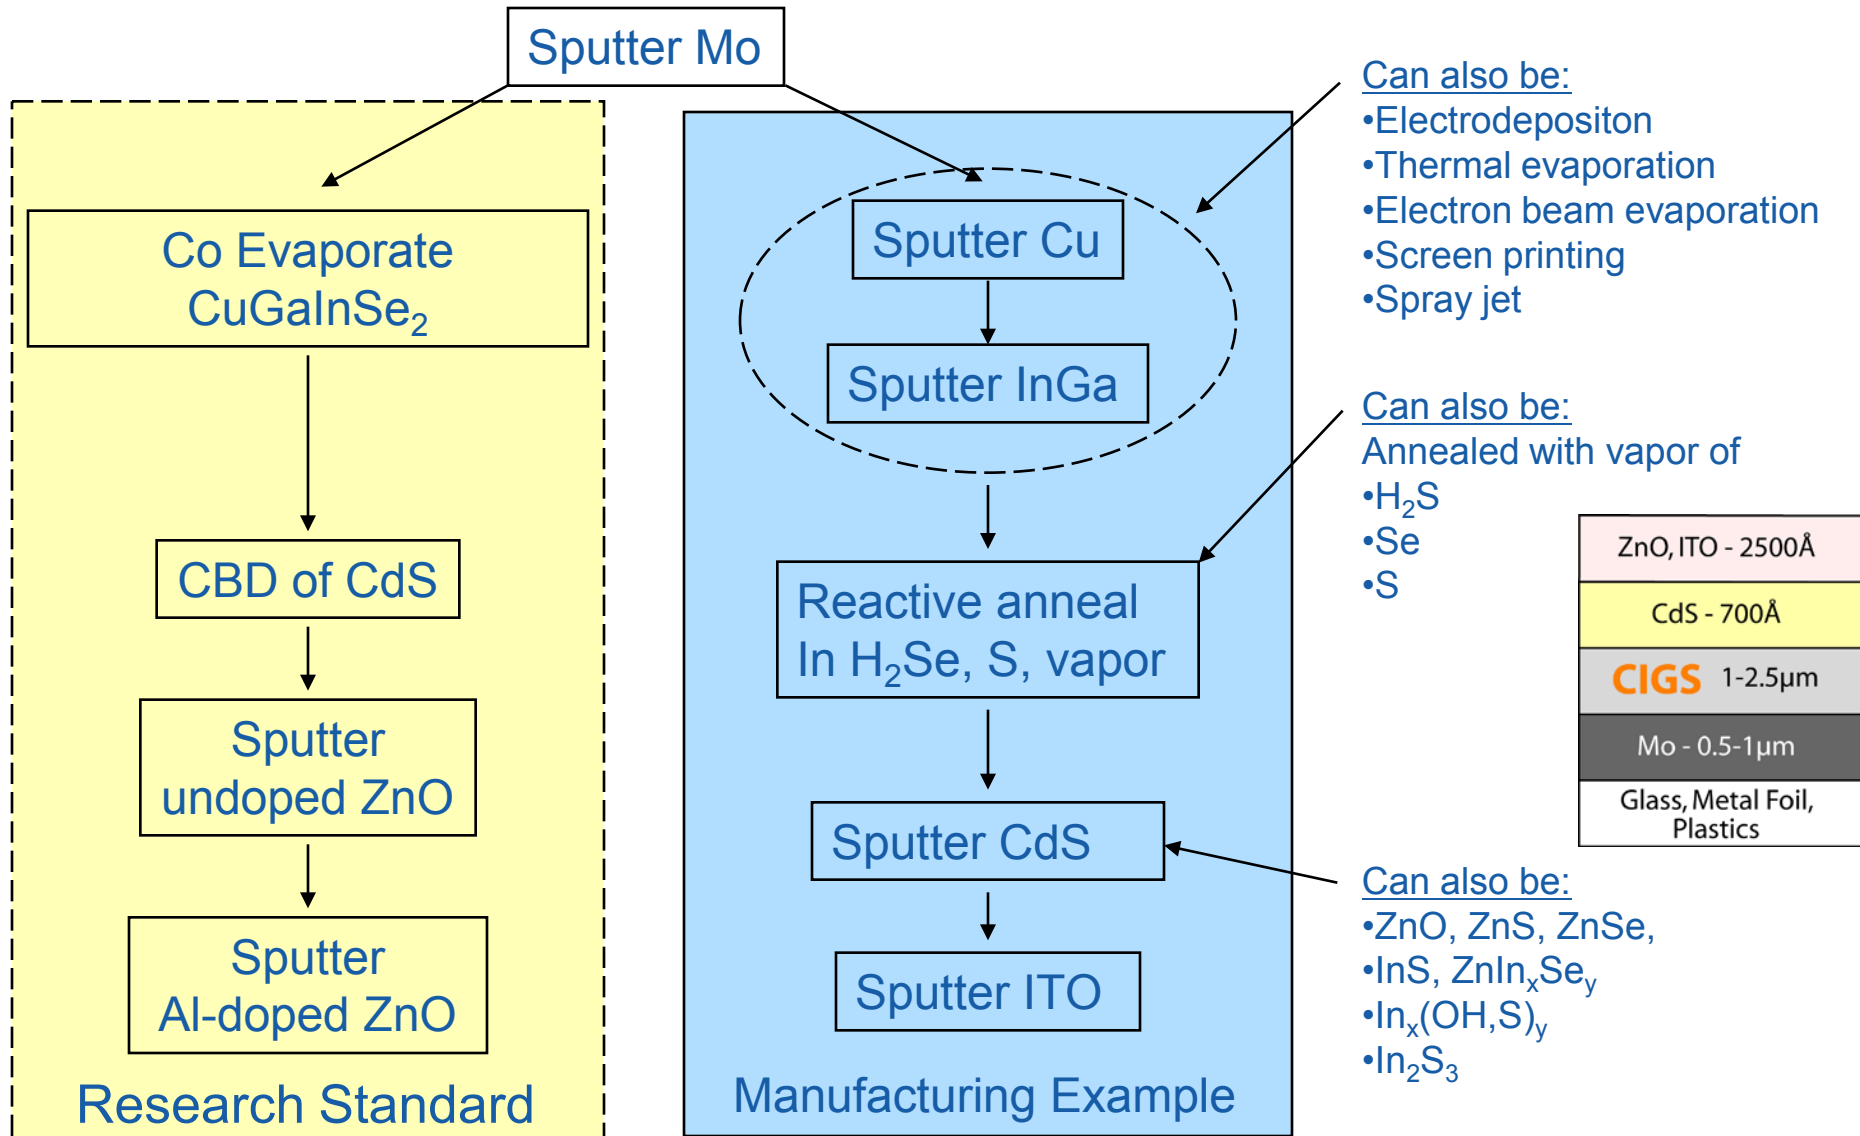 Sputter Mo
Co Evaporate
CuGaInSe₂
CBD of CdS
Sputter
undoped ZnO
Sputter
Al-doped ZnO
Research Standard
Sputter Cu
Sputter InGa
Reactive anneal
In H₂Se, S, vapor
Sputter CdS
Sputter ITO
Manufacturing Example
Can also be:
•Electrodepositon
•Thermal evaporation
•Electron beam evaporation
•Screen printing
•Spray jet
Can also be:
Annealed with vapor of
•H₂S
•Se
•S
ZnO, ITO - 2500Å
CdS - 700Å
CIGS 1-2.5µm
Mo - 0.5-1µm
Glass, Metal Foil,
Plastics
Can also be:
•ZnO, ZnS, ZnSe,
•InS, ZnInₓSeᵧ
•Inₓ(OH,S)ᵧ
•In₂S₃